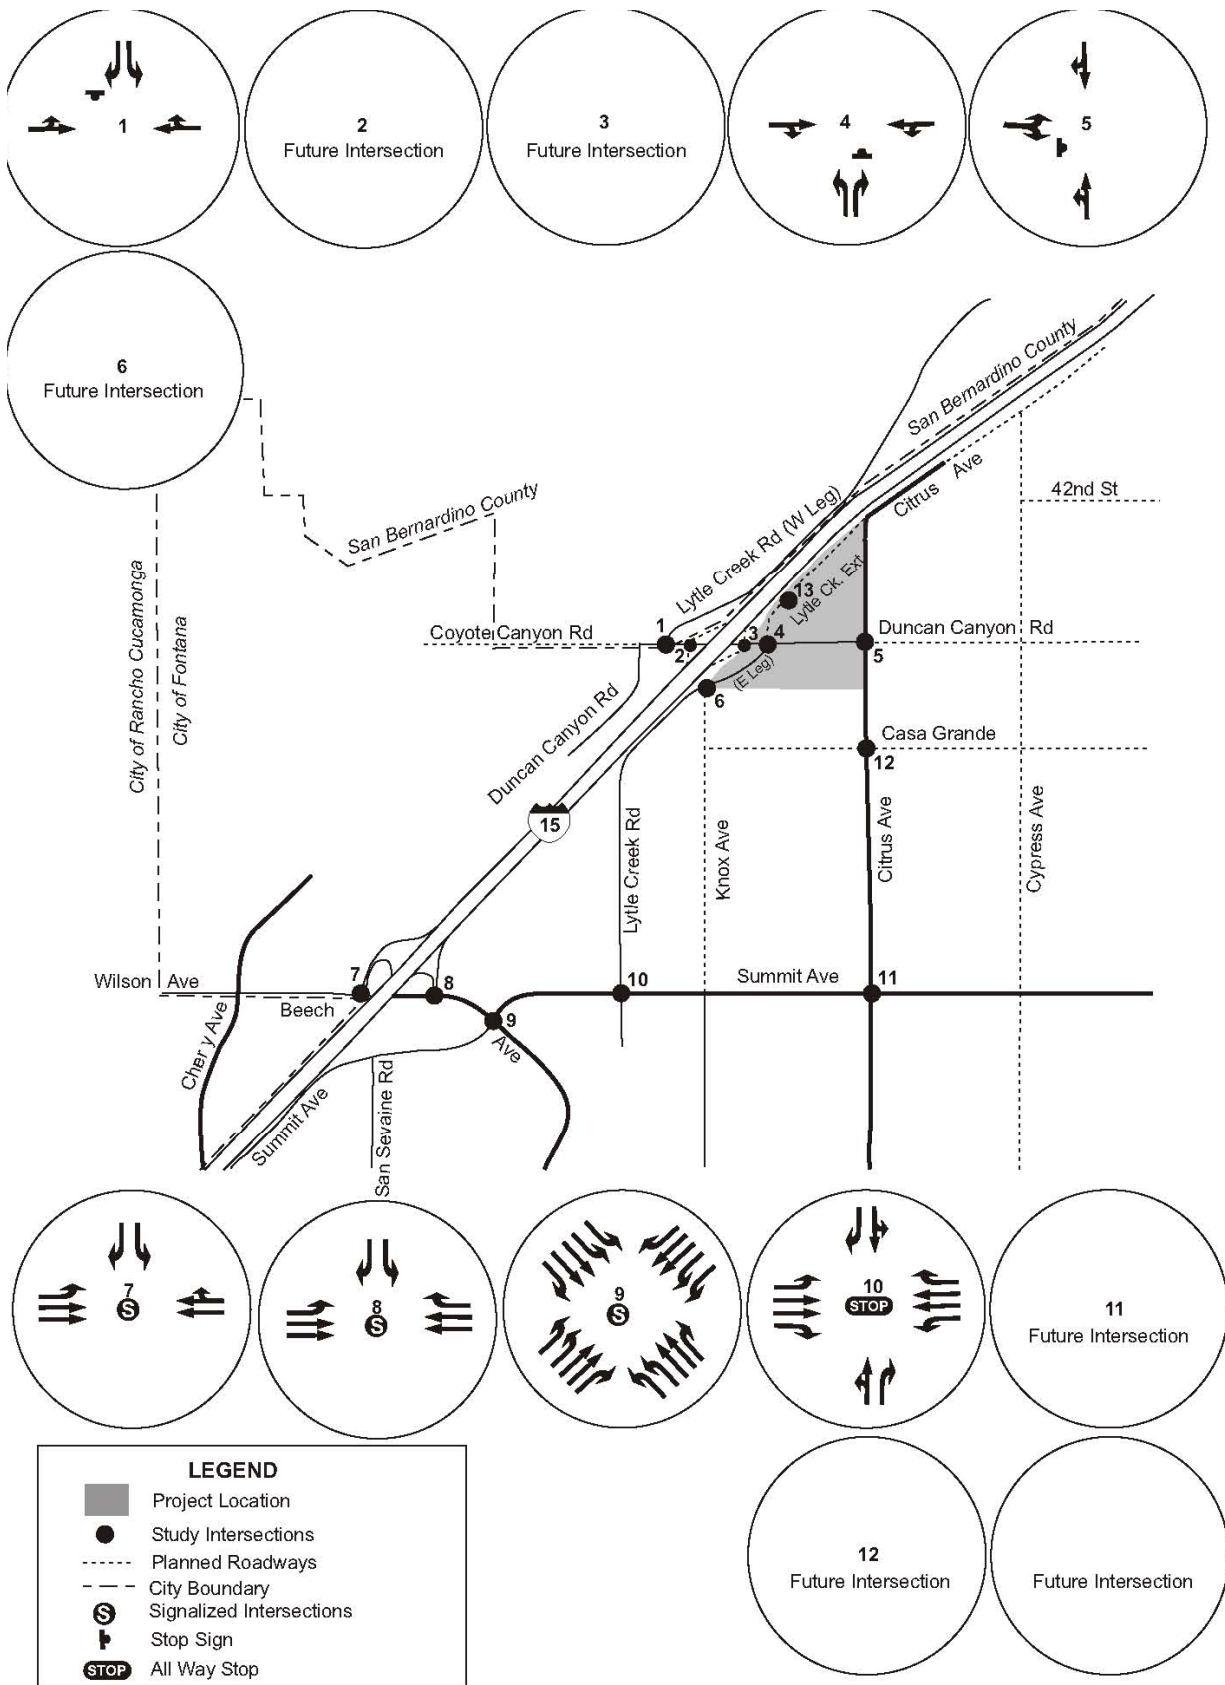 1
2
Future Intersection
3
Future Intersection
4
5
6
Future Intersection
San Bernardino County
San Bernardino County
Citrus Ave
42nd St
Lytle Creek Rd (W Leg)
Lytle Ck. Ext
13
City of Rancho Cucamonga
City of Fontana
Coyote Canyon Rd
1
2
3
4
5
Duncan Canyon Rd
(E Leg)
6
Duncan Canyon Rd
Casa Grande
12
15
Lytle Creek Rd
Knox Ave
Citrus Ave
Cypress Ave
Wilson Ave
7
8
10
Summit Ave
11
Beech
9
Ave
Cher y Ave
Summit Ave
San Sevaine Rd
7
S
8
S
9
S
10
STOP
11
Future Intersection
12
Future Intersection
Future Intersection
LEGEND
Project Location
Study Intersections
Planned Roadways
City Boundary
S Signalized Intersections
Stop Sign
STOP All Way Stop